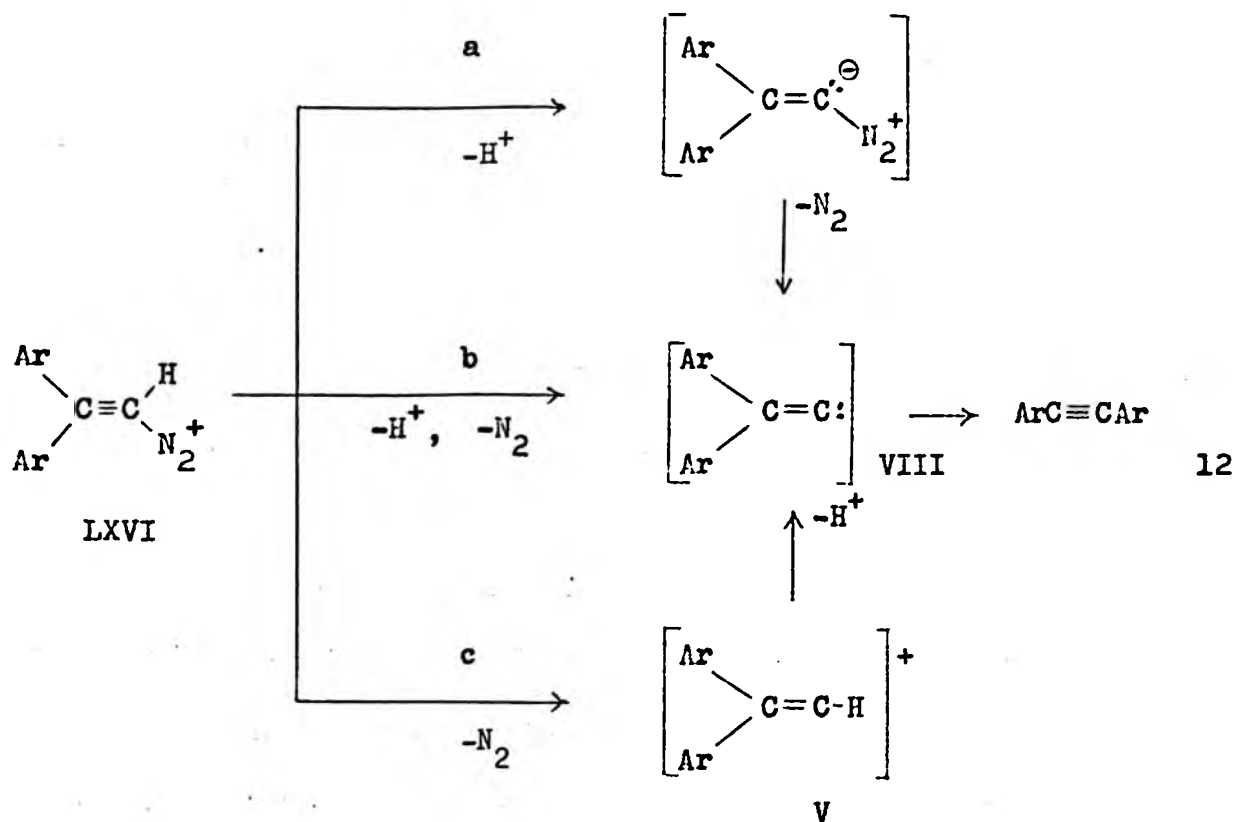 a
-H⁺
Ar
Ar
C=C:⊖
N₂⁺
-N₂
Ar
Ar
C≡C
H
N₂⁺
LXVI
b
-H⁺, -N₂
Ar
Ar
C=C:
VIII
ArC≡CAr
12
-H⁺
c
-N₂
Ar
Ar
C=C-H
+
V